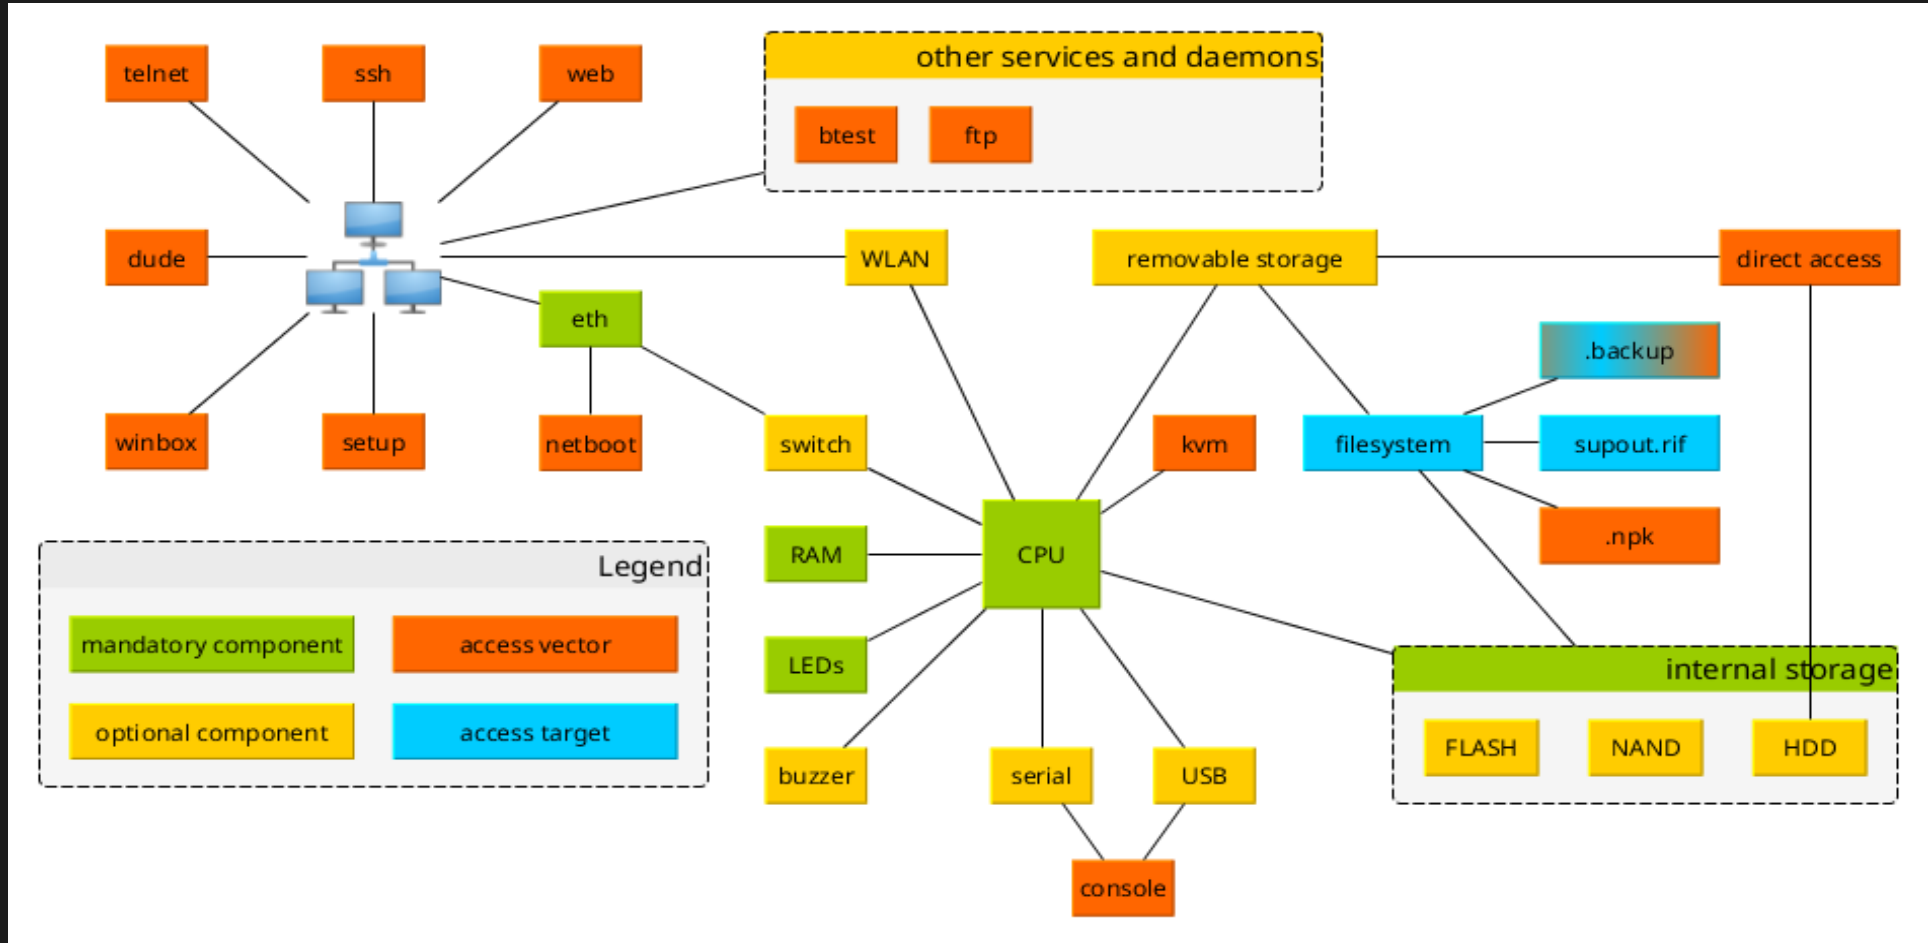 telnet
ssh
web
other services and daemons
btest
ftp
dude
WLAN
removable storage
direct access
eth
.backup
winbox
setup
netboot
switch
kvm
filesystem
supout.rif
.npk
RAM
CPU
LEDs
Legend
mandatory component
access vector
optional component
access target
internal storage
FLASH
NAND
HDD
buzzer
serial
USB
console